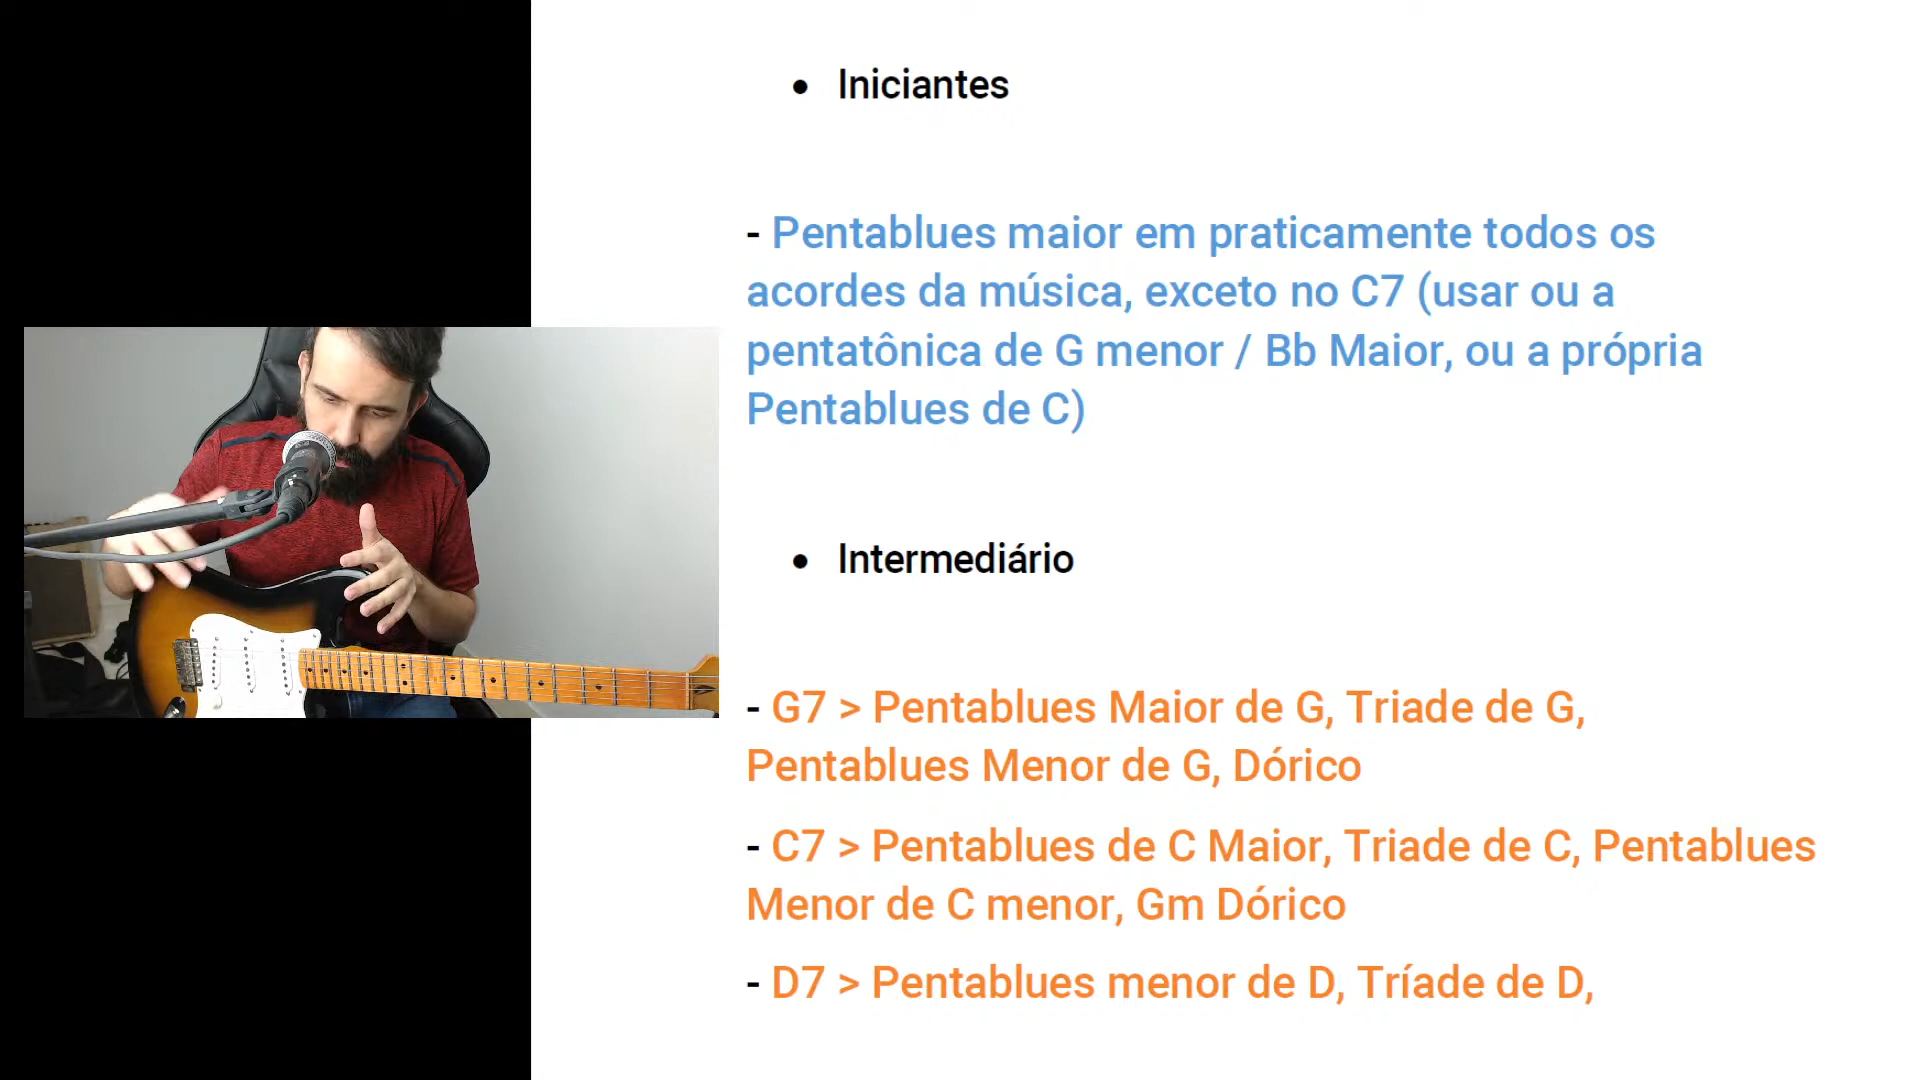 • Iniciantes
- Pentablues maior em praticamente todos os
acordes da música, exceto no C7 (usar ou a
pentatônica de G menor / Bb Maior, ou a própria
Pentablues de C)
• Intermediário
- G7 > Pentablues Maior de G, Triade de G,
Pentablues Menor de G, Dórico
- C7 > Pentablues de C Maior, Triade de C, Pentablues
Menor de C menor, Gm Dórico
- D7 > Pentablues menor de D, Tríade de D,